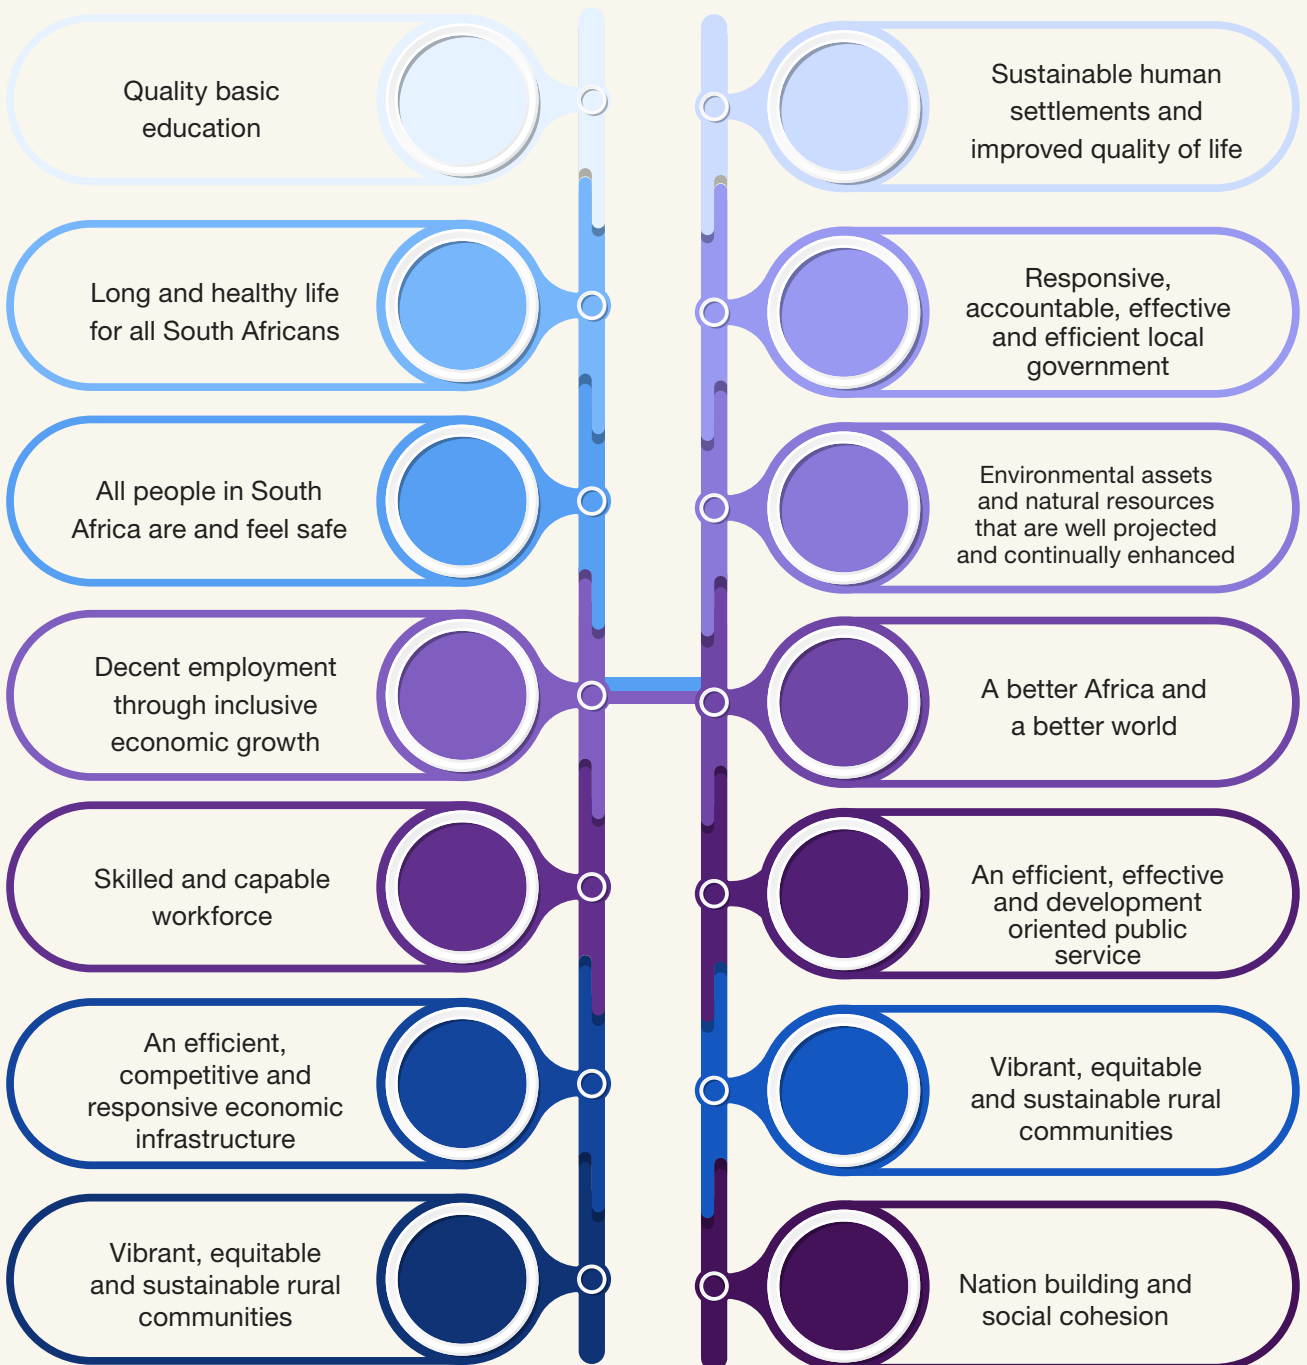 Quality basic
education
Long and healthy life
for all South Africans
All people in South
Africa are and feel safe
Decent employment
through inclusive
economic growth
Skilled and capable
workforce
An efficient,
competitive and
responsive economic
infrastructure
Vibrant, equitable
and sustainable rural
communities
Sustainable human
settlements and
improved quality of life
Responsive,
accountable, effective
and efficient local
government
Environmental assets
and natural resources
that are well projected
and continually enhanced
A better Africa and
a better world
An efficient, effective
and development
oriented public
service
Vibrant, equitable
and sustainable rural
communities
Nation building and
social cohesion